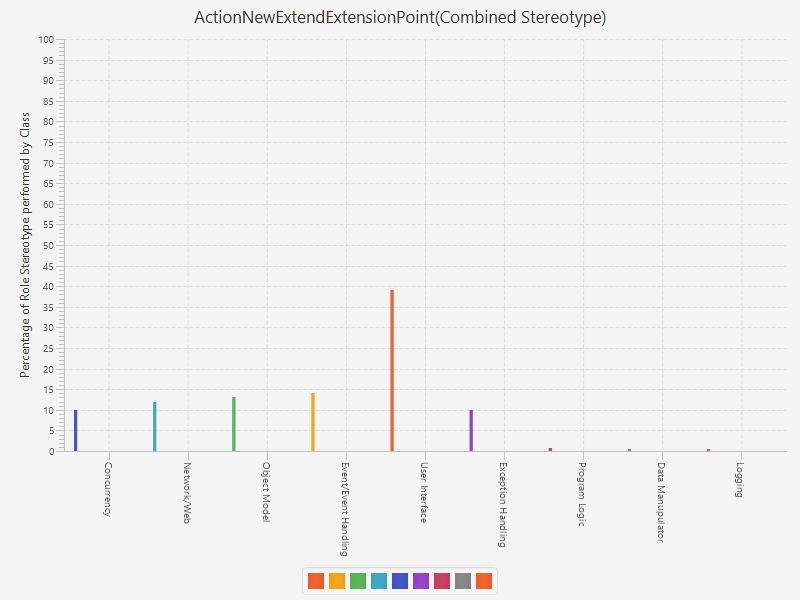 ActionNewExtendExtensionPoint(Combined Stereotype)
Percentage of Role Stereotype performed by Class
100
95
90
85
80
75
70
65
60
55
50
45
40
35
30
25
20
15
10
5
0
Concurrency
Network/Web
Object Model
Event/Event Handling
User Interface
Exception Handling
Program Logic
Data Manupulator
Logging